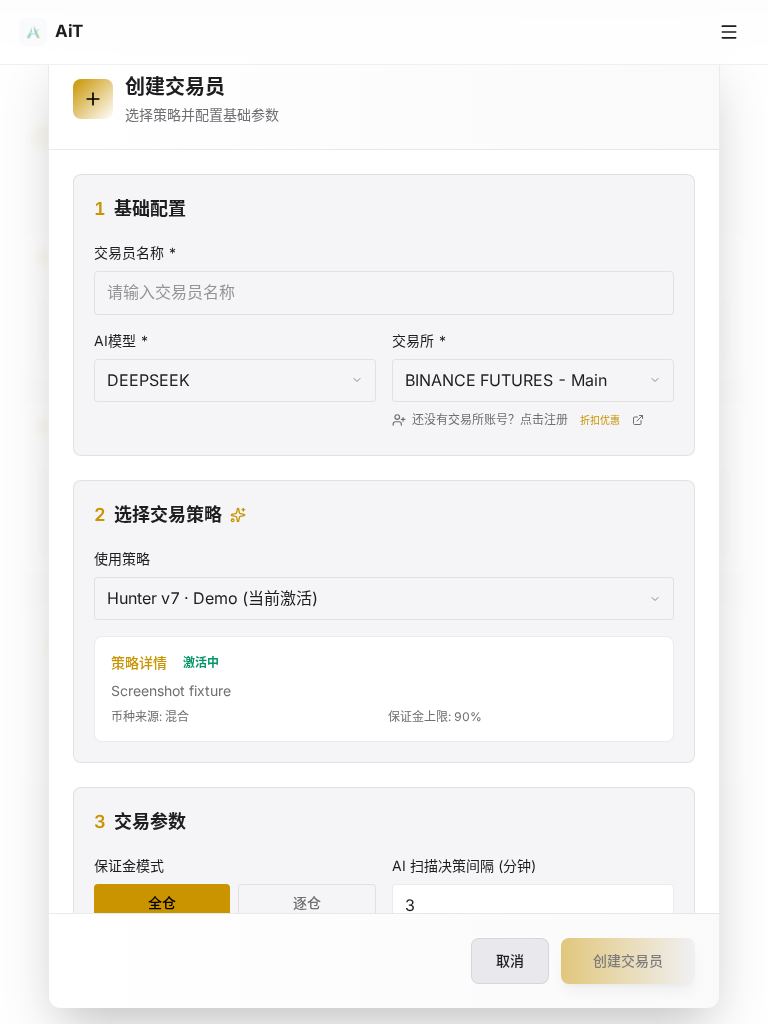 AiT
创建交易员
选择策略并配置基础参数
1 基础配置
交易员名称 *
请输入交易员名称
AI模型 *
交易所 *
DEEPSEEK
BINANCE FUTURES - Main
还没有交易所账号？点击注册 折扣优惠
2 选择交易策略
使用策略
Hunter v7 · Demo (当前激活)
策略详情 激活中
Screenshot fixture
币种来源: 混合
保证金上限: 90%
3 交易参数
保证金模式
AI 扫描决策间隔 (分钟)
全仓
逐仓
3
取消
创建交易员